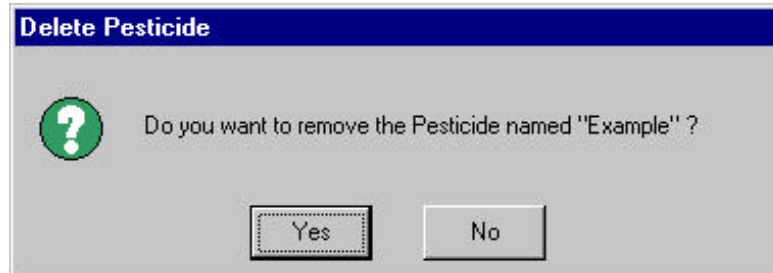 Delete Pesticide
Do you want to remove the Pesticide named "Example" ?
Yes No